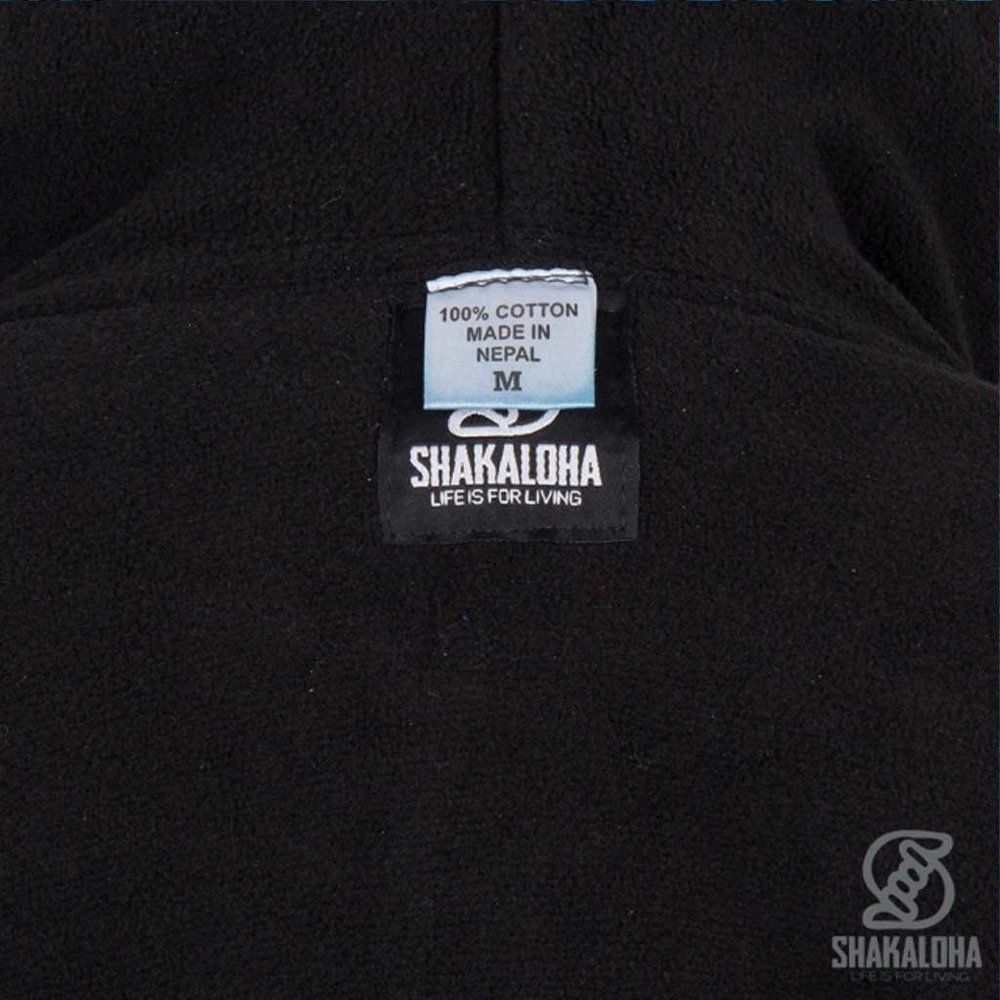 100% COTTON
MADE IN
NEPAL
M
SHAKALOHA
LIFE IS FOR LIVING
SHAKALOHA
LIFE IS FOR LIVING